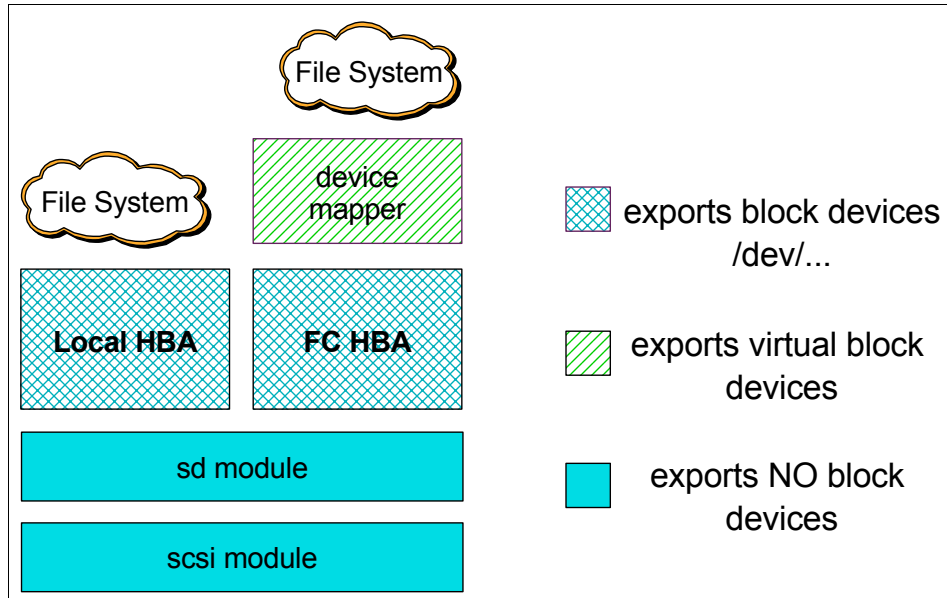 File System
device
mapper
File System
Local HBA
FC HBA
sd module
scsi module
exports block devices
/dev/...
exports virtual block
devices
exports NO block
devices